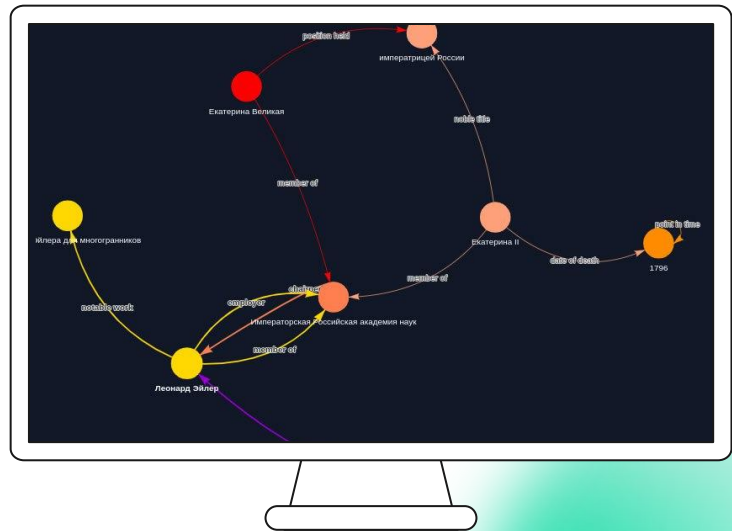 position held
императрицей России
Екатерина Великая
noble title
member of
йлера для многогранников
Екатерина II
point in time
date of death
1796
member of
employer
Императорская Российская академия наук
notable work
member of
Леонард Эйлер